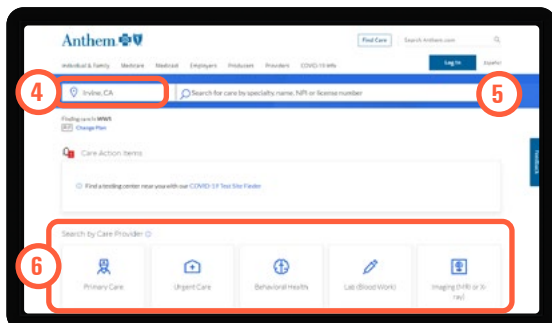 Anthem
Find Care
Search Anthem.com
Individual & Family Medicare Medicaid Employers Producers Providers COVID-19 Info
Log In
Español
4
Irvine, CA
Search for care by specialty, name, NPI or license number
5
Finding care in
Change Plan
Care Action Items
Feedback
Find a testing center near you with our COVID-19 Test Site Finder
Search by Care Provider
6
Primary Care
Urgent Care
Behavioral Health
Lab (Blood Work)
Imaging (MRI or X-
ray)